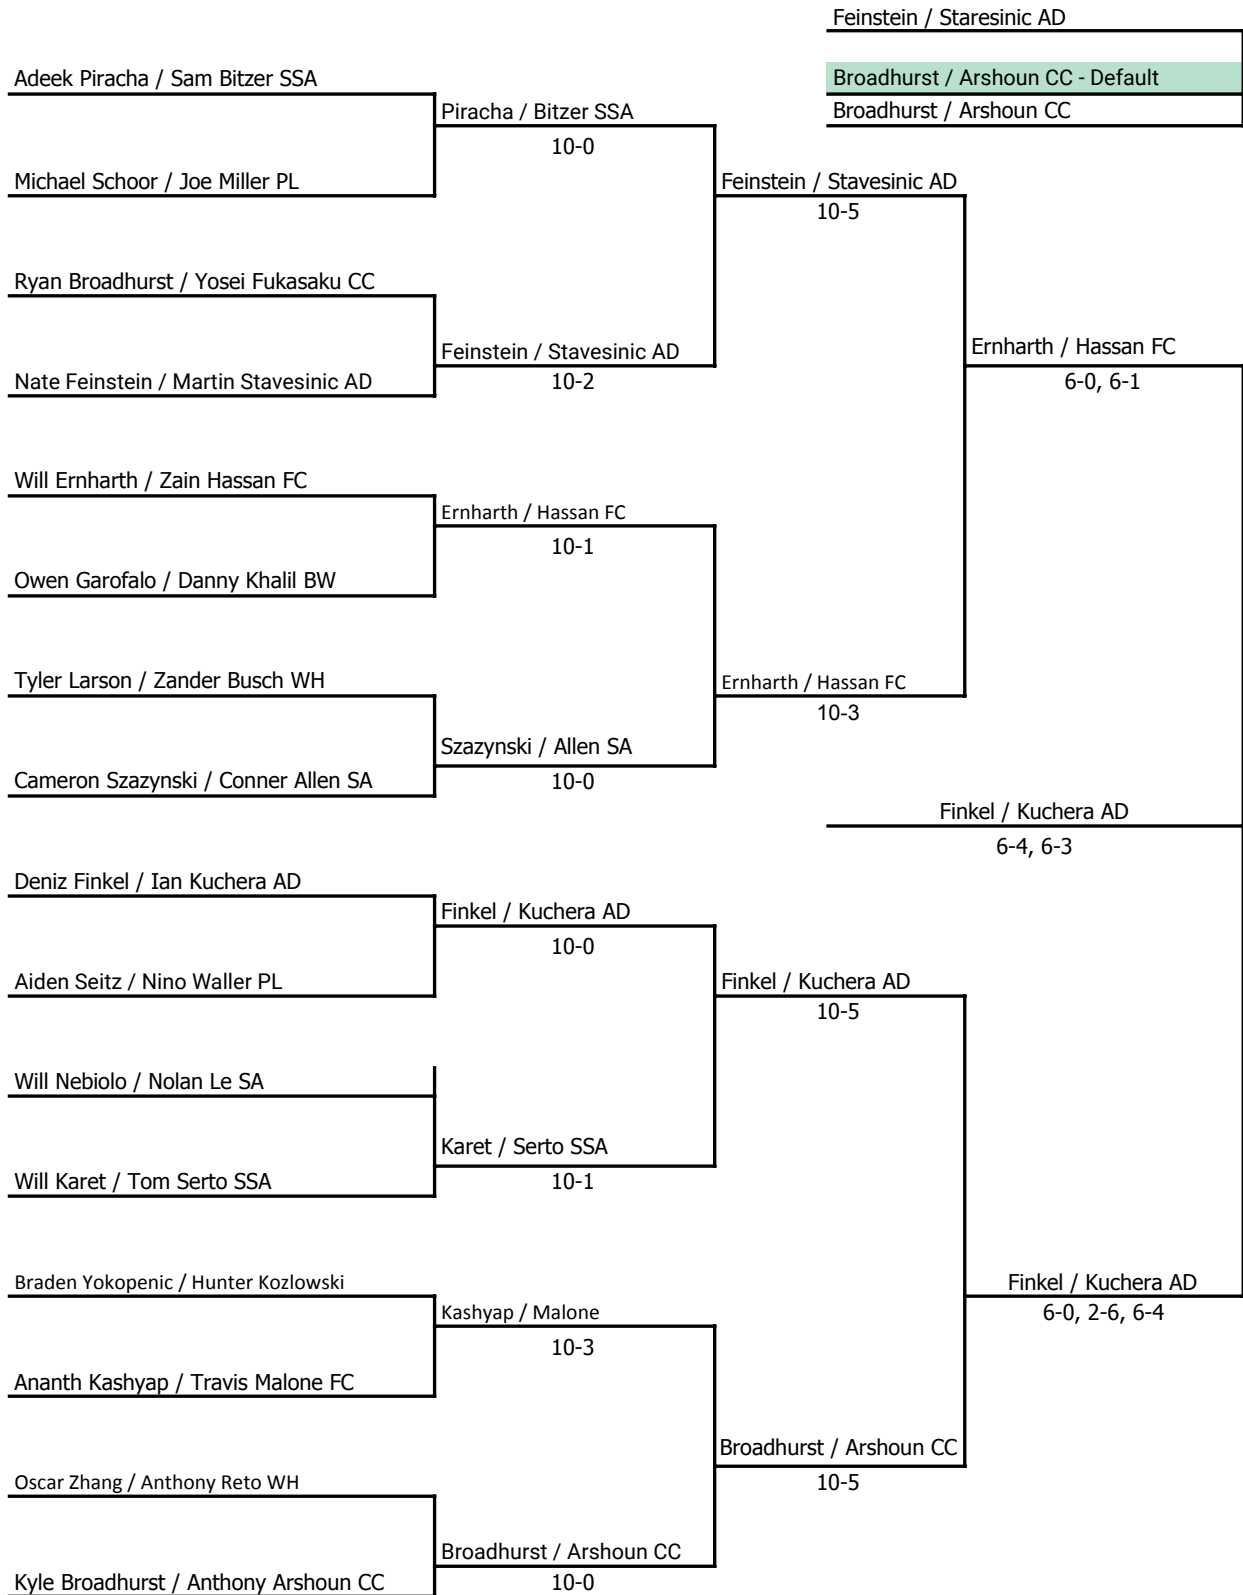 Feinstein / Staresinic AD
Adeek Piracha / Sam Bitzer SSA
Broadhurst / Arshoun CC - Default
Piracha / Bitzer SSA
Broadhurst / Arshoun CC
10-0
Michael Schoor / Joe Miller PL
Feinstein / Stavesinic AD
10-5
Ryan Broadhurst / Yosei Fukasaku CC
Feinstein / Stavesinic AD
Ernharth / Hassan FC
Nate Feinstein / Martin Stavesinic AD
10-2
6-0, 6-1
Will Ernharth / Zain Hassan FC
Ernharth / Hassan FC
10-1
Owen Garofalo / Danny Khalil BW
Tyler Larson / Zander Busch WH
Ernharth / Hassan FC
10-3
Szazynski / Allen SA
Cameron Szazynski / Conner Allen SA
10-0
Finkel / Kuchera AD
6-4, 6-3
Deniz Finkel / Ian Kuchera AD
Finkel / Kuchera AD
10-0
Aiden Seitz / Nino Waller PL
Finkel / Kuchera AD
10-5
Will Nebiolo / Nolan Le SA
Karet / Serto SSA
Will Karet / Tom Serto SSA
10-1
Braden Yokopenic / Hunter Kozlowski
Finkel / Kuchera AD
Kashyap / Malone
6-0, 2-6, 6-4
10-3
Ananth Kashyap / Travis Malone FC
Broadhurst / Arshoun CC
Oscar Zhang / Anthony Reto WH
10-5
Broadhurst / Arshoun CC
Kyle Broadhurst / Anthony Arshoun CC
10-0